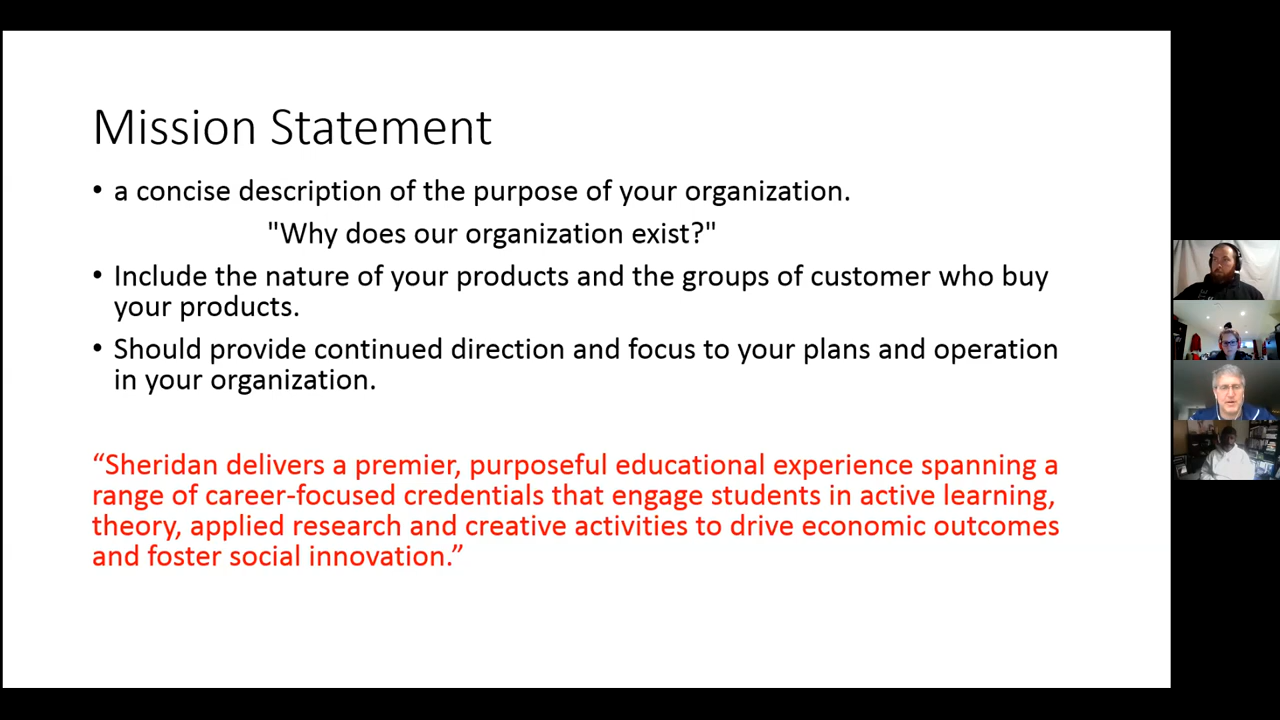 Mission Statement
• a concise description of the purpose of your organization.
"Why does our organization exist?"
• Include the nature of your products and the groups of customer who buy
your products.
• Should provide continued direction and focus to your plans and operation
in your organization.
“Sheridan delivers a premier, purposeful educational experience spanning a
range of career-focused credentials that engage students in active learning,
theory, applied research and creative activities to drive economic outcomes
and foster social innovation.”